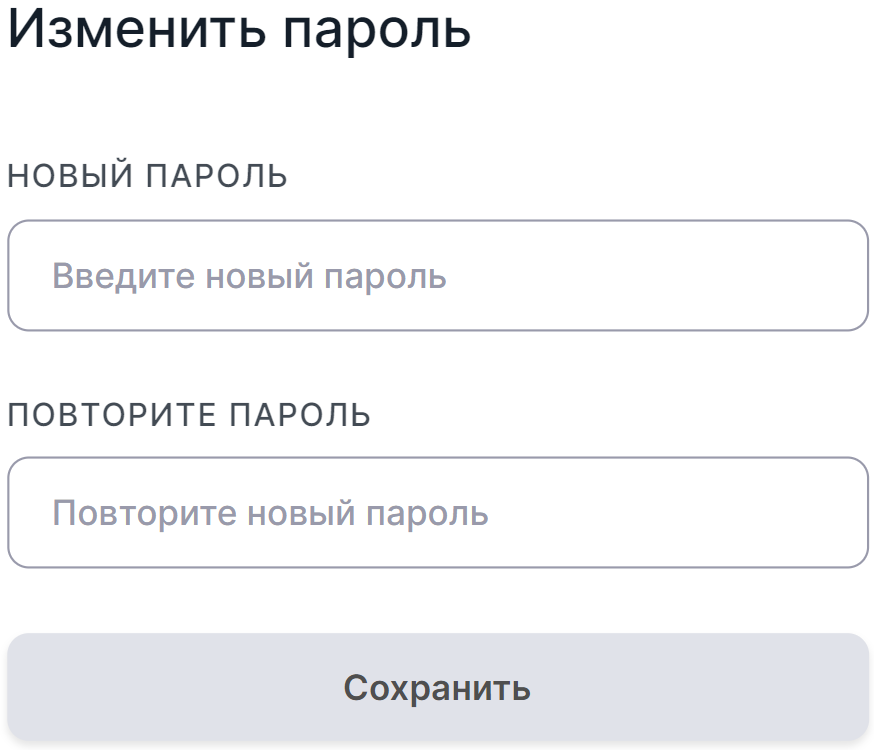 Изменить пароль
НОВЫЙ ПАРОЛЬ
Введите новый пароль
ПОВТОРИТЕ ПАРОЛЬ
Повторите новый пароль
Сохранить